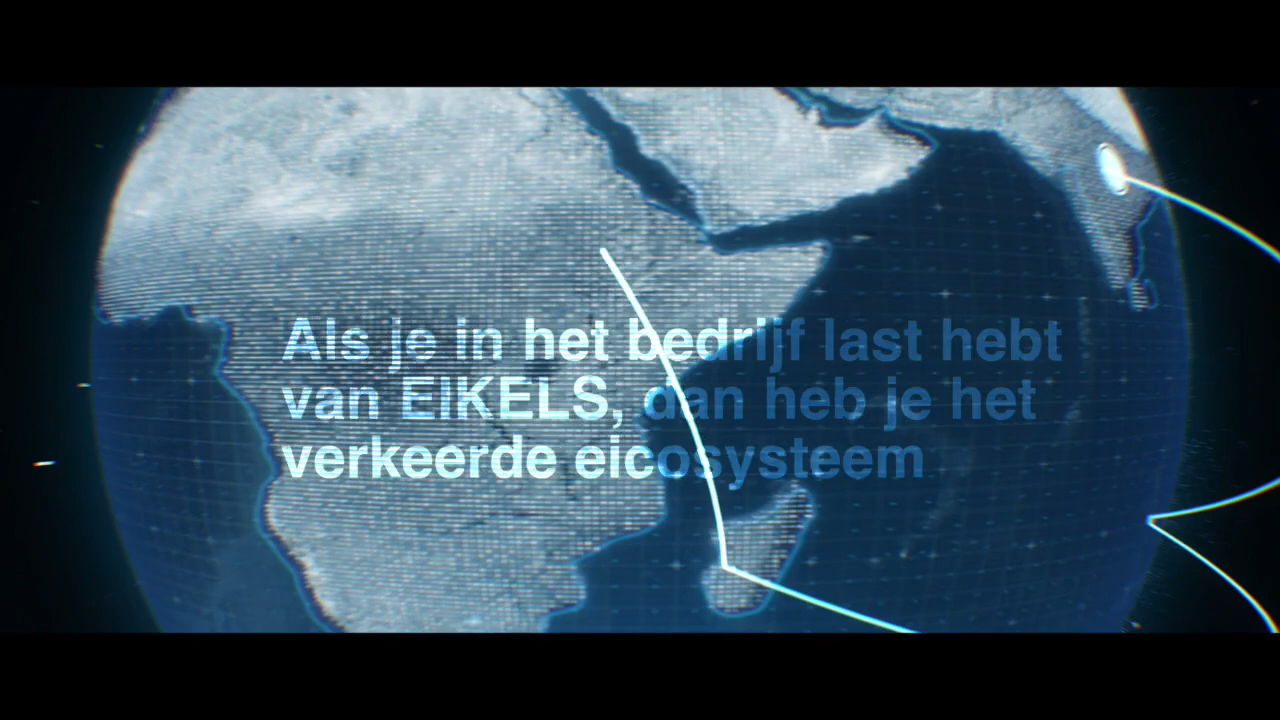 Als je in het bedrijf last hebt
van EIKELS, dan heb je het
verkeerde eicosysteem